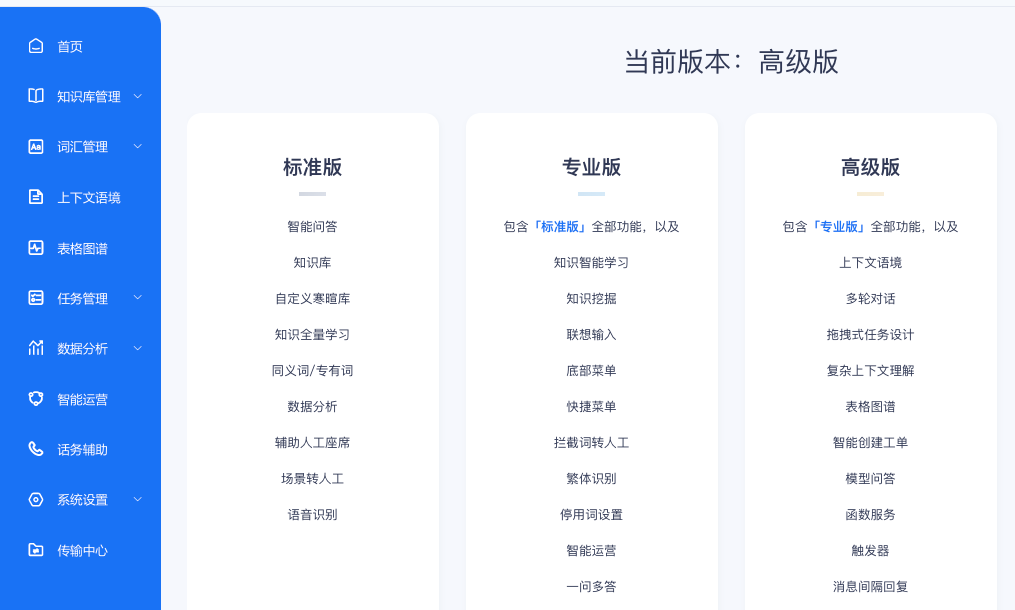 首页
知识库管理
词汇管理
上下文语境
表格图谱
任务管理
数据分析
智能运营
话务辅助
系统设置
传输中心
当前版本：高级版
标准版
智能问答
知识库
自定义寒暄库
知识全量学习
同义词/专有词
数据分析
辅助人工座席
场景转人工
语音识别
专业版
包含「标准版」全部功能，以及
知识智能学习
知识挖掘
联想输入
底部菜单
快捷菜单
拦截词转人工
繁体识别
停用词设置
智能运营
一问多答
高级版
包含「专业版」全部功能，以及
上下文语境
多轮对话
拖拽式任务设计
复杂上下文理解
表格图谱
智能创建工单
模型问答
函数服务
触发器
消息间隔回复